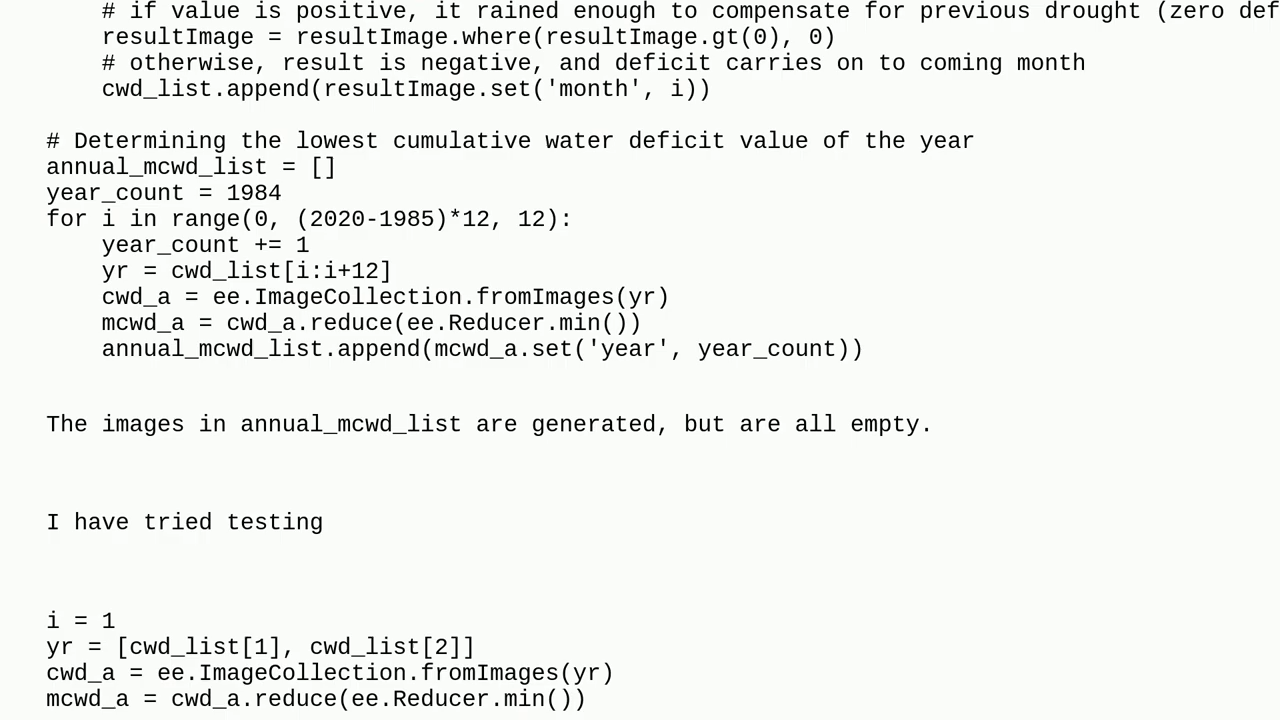 # if value is positive, it rained enough to compensate for previous drought (zero def
resultImage = resultImage.where(resultImage.gt(0), 0)
# otherwise, result is negative, and deficit carries on to coming month
cwd_list.append(resultImage.set('month', i))
# Determining the lowest cumulative water deficit value of the year
annual_mcwd_list = []
year_count = 1984
for i in range(0, (2020-1985)*12, 12):
year_count += 1
yr = cwd_list[i:i+12]
cwd_a = ee.ImageCollection.fromImages(yr)
mcwd_a = cwd_a.reduce(ee.Reducer.min())
annual_mcwd_list.append(mcwd_a.set('year', year_count))
The images in annual_mcwd_list are generated, but are all empty.
I have tried testing
i = 1
yr = [cwd_list[1], cwd_list[2]]
cwd_a = ee.ImageCollection.fromImages(yr)
mcwd_a = cwd_a.reduce(ee.Reducer.min())